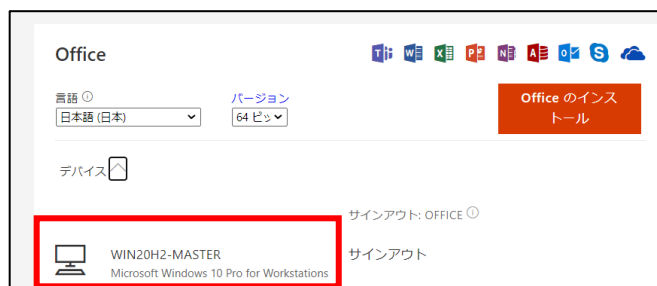 Office
言語
バージョン
日本語 (日本)
64 ビッ
Office のインス
トール
デバイス
サインアウト: OFFICE
WIN20H2-MASTER
Microsoft Windows 10 Pro for Workstations
サインアウト